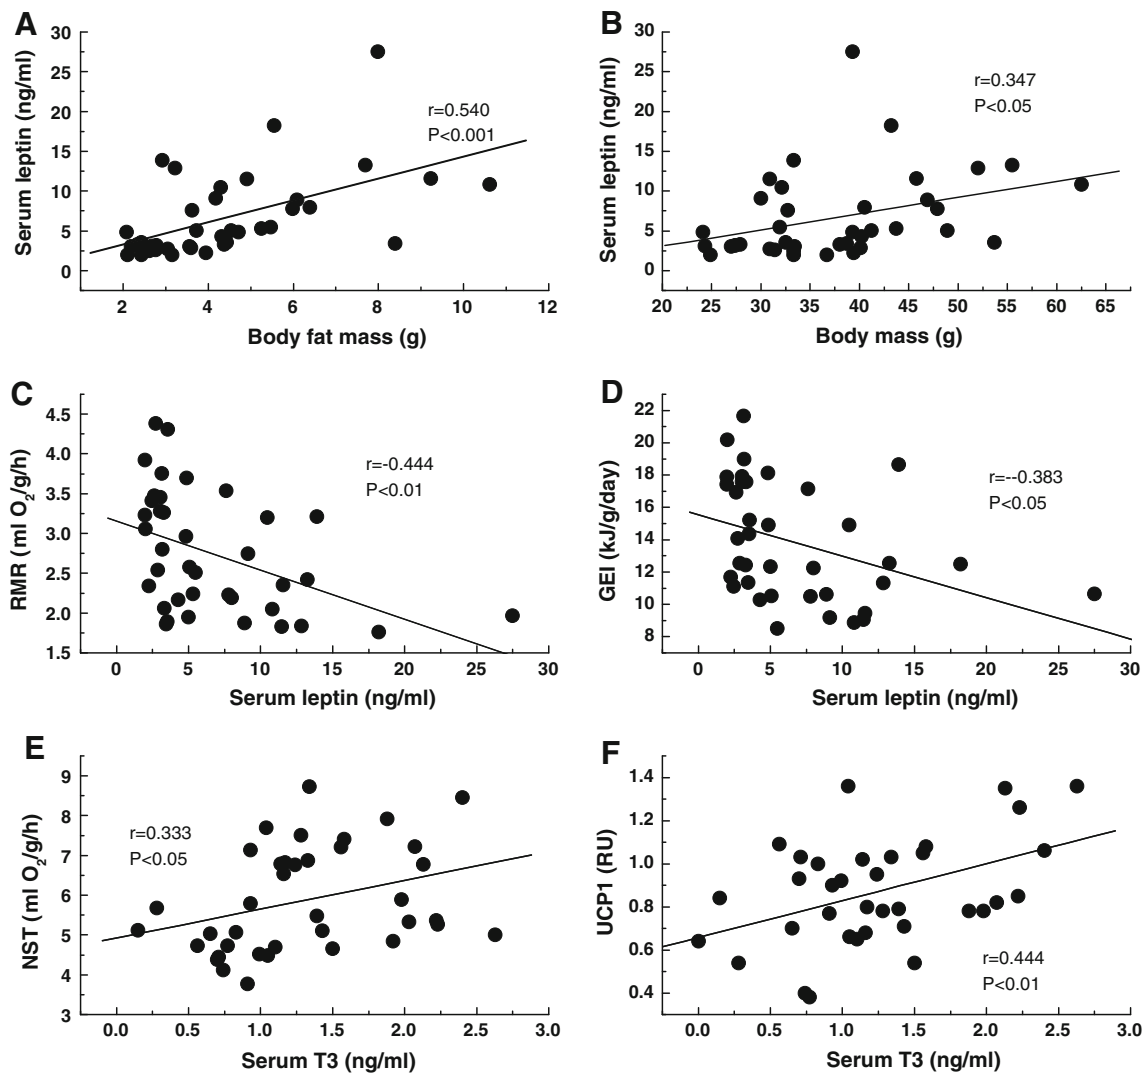 A
30
25
20
15
10
5
0
Serum leptin (ng/ml)
r=0.540
P<0.001
2 4 6 8 10 12
Body fat mass (g)
B
30
25
20
15
10
5
0
Serum leptin (ng/ml)
r=0.347
P<0.05
20 25 30 35 40 45 50 55 60 65
Body mass (g)
C
4.5
4.0
3.5
3.0
2.5
2.0
1.5
RMR (ml O2/g/h)
r=-0.444
P<0.01
0 5 10 15 20 25 30
Serum leptin (ng/ml)
D
22
20
18
16
14
12
10
8
GEI (kJ/g/day)
r=--0.383
P<0.05
0 5 10 15 20 25 30
Serum leptin (ng/ml)
E
9
8
7
6
5
4
3
NST (ml O2/g/h)
r=0.333
P<0.05
0.0 0.5 1.0 1.5 2.0 2.5 3.0
Serum T3 (ng/ml)
F
1.4
1.2
1.0
0.8
0.6
0.4
UCP1 (RU)
r=0.444
P<0.01
0.0 0.5 1.0 1.5 2.0 2.5 3.0
Serum T3 (ng/ml)